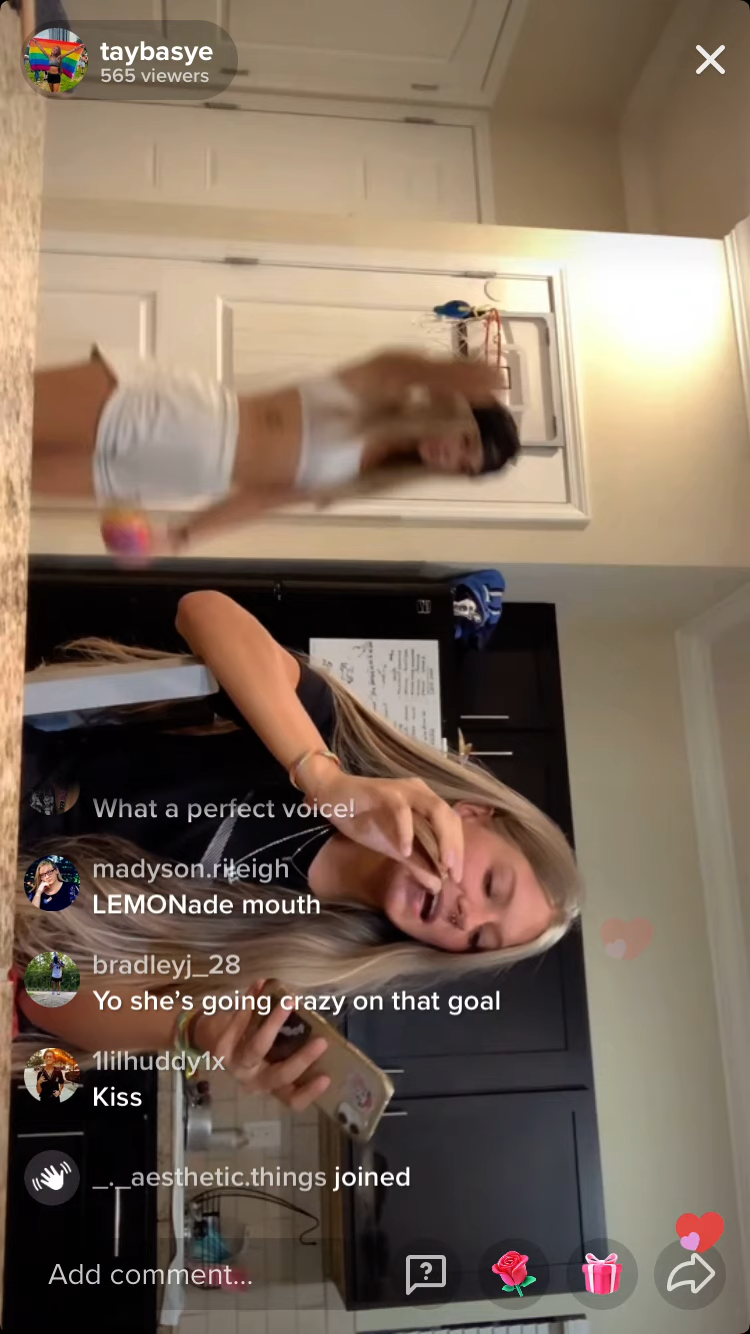 taybasye
565 viewers
What a perfect voice!
madyson.rileigh
LEMONade mouth
bradleyj_28
Yo she's going crazy on that goal
1lilhuddy1x
Kiss
_._aesthetic.things joined
Add comment...